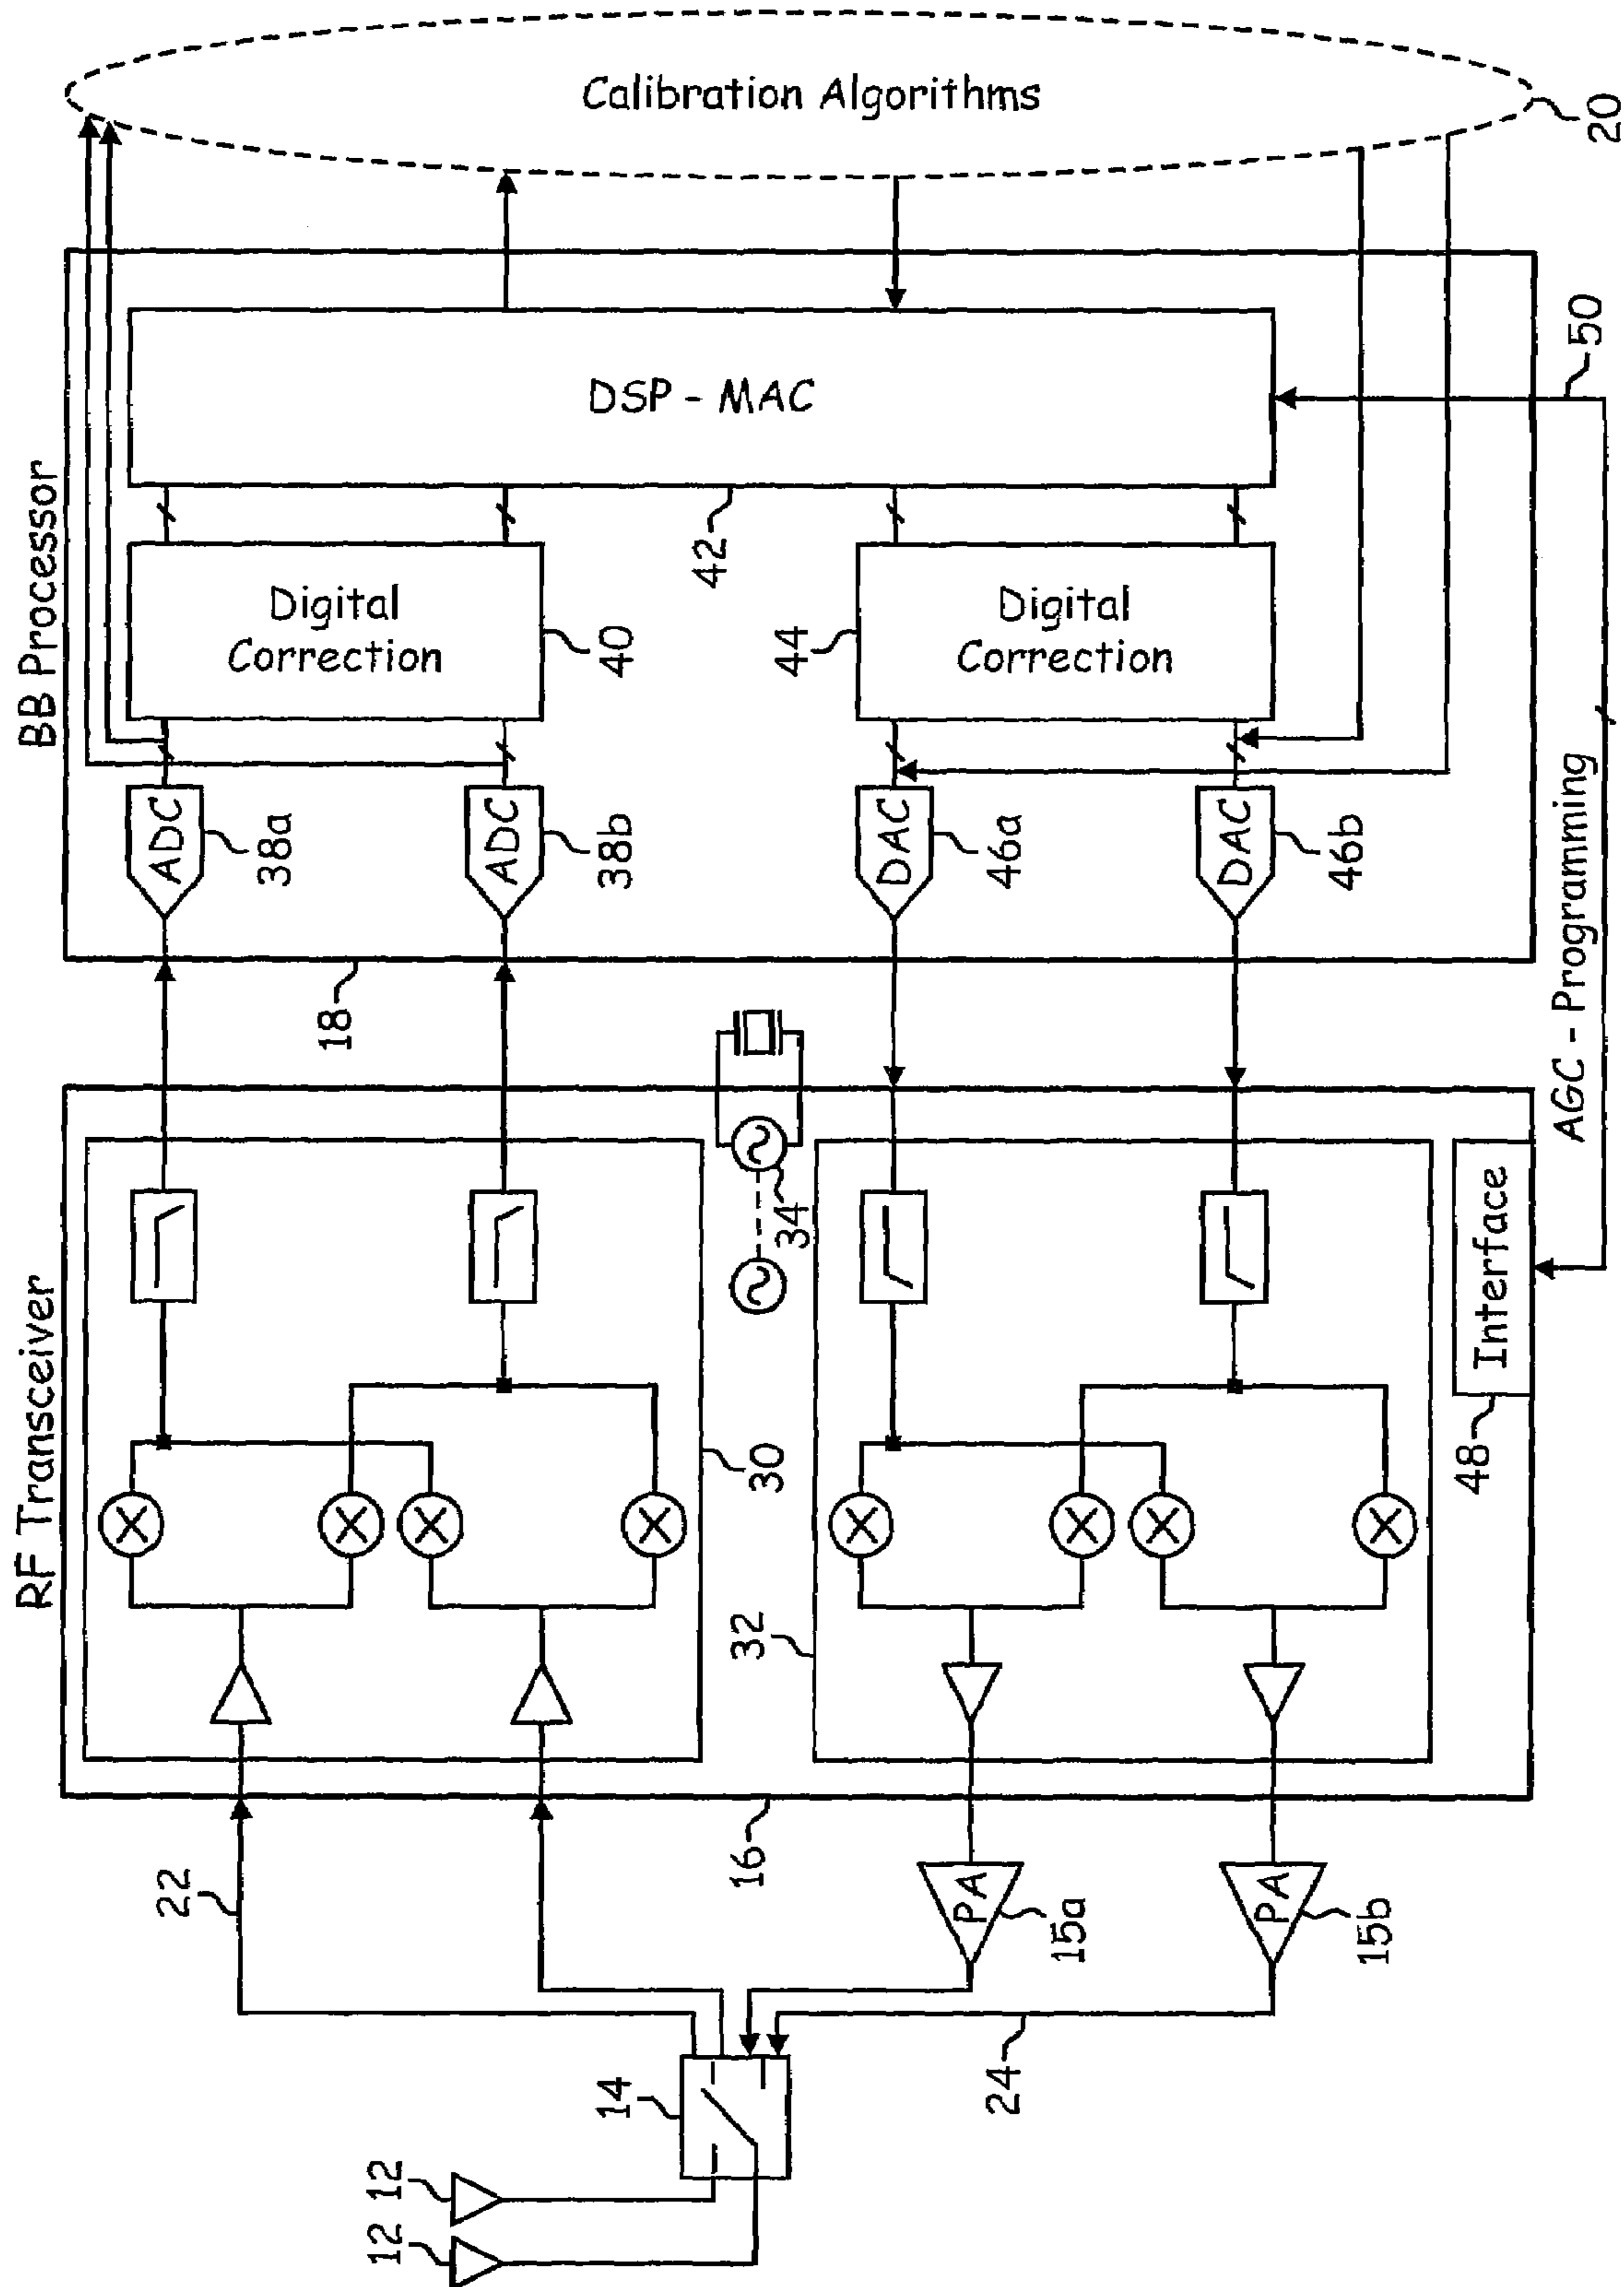 Calibration Algorithms
20
BB Processor
DSP - MAC
50
42
Digital
Correction
40
Digital
Correction
44
ADC
38a
ADC
38b
DAC
46a
DAC
46b
18
AGC - Programming
RF Transceiver
34
Interface
48
30
32
16
22
PA
15a
PA
15b
14
24
12
12